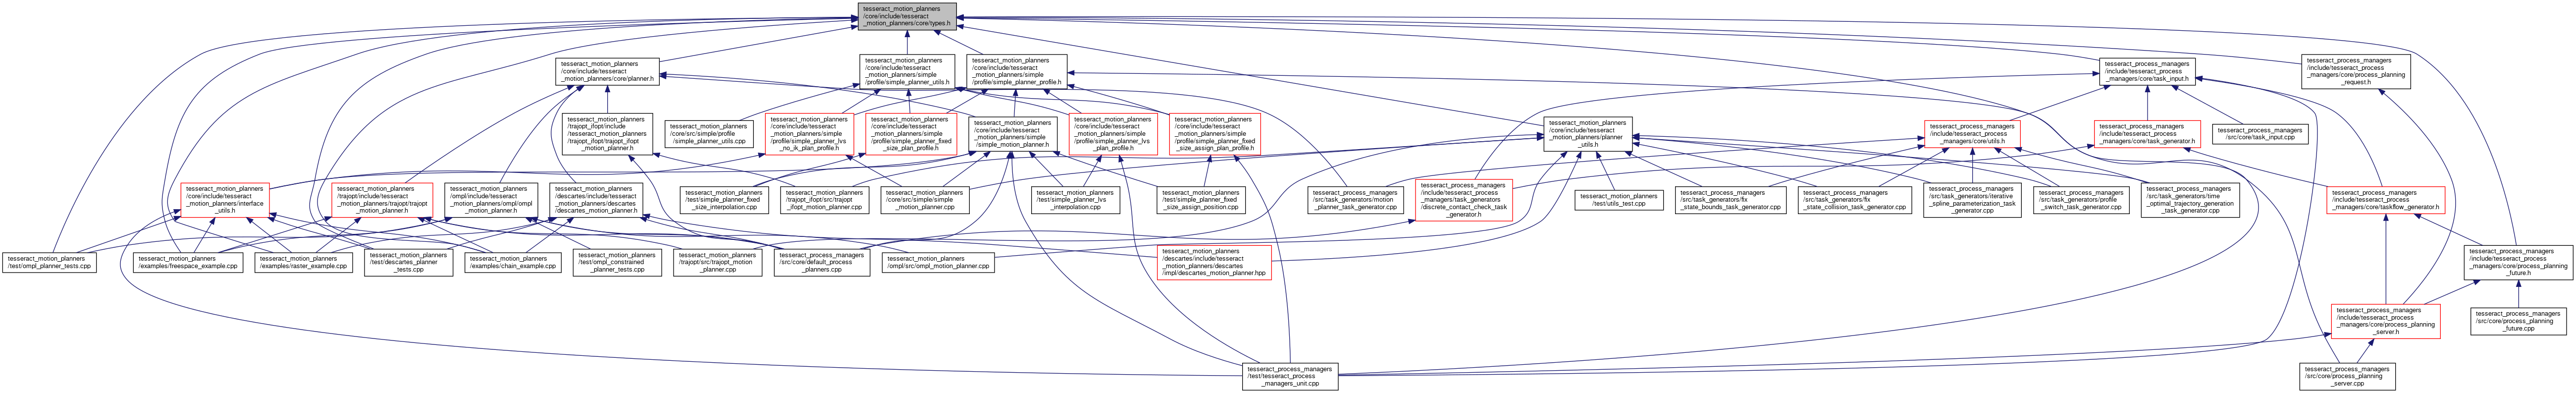 tesseract_motion_planners
/core/include/tesseract
_motion_planners/core/types.h
tesseract_motion_planners
/core/include/tesseract
_motion_planners/core/planner.h
tesseract_motion_planners
/core/include/tesseract
_motion_planners/simple
/profile/simple_planner_utils.h
tesseract_motion_planners
/core/include/tesseract
_motion_planners/simple
/profile/simple_planner_profile.h
tesseract_process_managers
/include/tesseract_process
_managers/core/task_input.h
tesseract_process_managers
/include/tesseract_process
_managers/core/process_planning
_request.h
tesseract_motion_planners
/trajopt_ifopt/include
/tesseract_motion_planners
/trajopt_ifopt/trajopt_ifopt
_motion_planner.h
tesseract_motion_planners
/core/src/simple/profile
/simple_planner_utils.cpp
tesseract_motion_planners
/core/include/tesseract
_motion_planners/simple
/profile/simple_planner_lvs
_no_ik_plan_profile.h
tesseract_motion_planners
/core/include/tesseract
_motion_planners/simple
/profile/simple_planner_fixed
_size_plan_profile.h
tesseract_motion_planners
/core/include/tesseract
_motion_planners/simple
/simple_motion_planner.h
tesseract_motion_planners
/core/include/tesseract
_motion_planners/simple
/profile/simple_planner_lvs
_plan_profile.h
tesseract_motion_planners
/core/include/tesseract
_motion_planners/simple
/profile/simple_planner_fixed
_size_assign_plan_profile.h
tesseract_motion_planners
/core/include/tesseract
_motion_planners/planner
_utils.h
tesseract_process_managers
/include/tesseract_process
_managers/core/utils.h
tesseract_process_managers
/include/tesseract_process
_managers/core/task_generator.h
tesseract_process_managers
/src/core/task_input.cpp
tesseract_motion_planners
/core/include/tesseract
_motion_planners/interface
_utils.h
tesseract_motion_planners
/trajopt/include/tesseract
_motion_planners/trajopt/trajopt
_motion_planner.h
tesseract_motion_planners
/ompl/include/tesseract
_motion_planners/ompl/ompl
_motion_planner.h
tesseract_motion_planners
/descartes/include/tesseract
_motion_planners/descartes
/descartes_motion_planner.h
tesseract_motion_planners
/test/simple_planner_fixed
_size_interpolation.cpp
tesseract_motion_planners
/trajopt_ifopt/src/trajopt
_ifopt_motion_planner.cpp
tesseract_motion_planners
/core/src/simple/simple
_motion_planner.cpp
tesseract_motion_planners
/test/simple_planner_lvs
_interpolation.cpp
tesseract_motion_planners
/test/simple_planner_fixed
_size_assign_position.cpp
tesseract_process_managers
/src/task_generators/motion
_planner_task_generator.cpp
tesseract_process_managers
/include/tesseract_process
_managers/task_generators
/discrete_contact_check_task
_generator.h
tesseract_motion_planners
/test/utils_test.cpp
tesseract_process_managers
/src/task_generators/fix
_state_bounds_task_generator.cpp
tesseract_process_managers
/src/task_generators/fix
_state_collision_task_generator.cpp
tesseract_process_managers
/src/task_generators/iterative
_spline_parameterization_task
_generator.cpp
tesseract_process_managers
/src/task_generators/profile
_switch_task_generator.cpp
tesseract_process_managers
/src/task_generators/time
_optimal_trajectory_generation
_task_generator.cpp
tesseract_process_managers
/include/tesseract_process
_managers/core/taskflow_generator.h
tesseract_motion_planners
/test/ompl_planner_tests.cpp
tesseract_motion_planners
/examples/freespace_example.cpp
tesseract_motion_planners
/examples/raster_example.cpp
tesseract_motion_planners
/test/descartes_planner
_tests.cpp
tesseract_motion_planners
/examples/chain_example.cpp
tesseract_motion_planners
/test/ompl_constrained
_planner_tests.cpp
tesseract_motion_planners
/trajopt/src/trajopt_motion
_planner.cpp
tesseract_process_managers
/src/core/default_process
_planners.cpp
tesseract_motion_planners
/ompl/src/ompl_motion_planner.cpp
tesseract_motion_planners
/descartes/include/tesseract
_motion_planners/descartes
/impl/descartes_motion_planner.hpp
tesseract_process_managers
/include/tesseract_process
_managers/core/process_planning
_future.h
tesseract_process_managers
/include/tesseract_process
_managers/core/process_planning
_server.h
tesseract_process_managers
/src/core/process_planning
_future.cpp
tesseract_process_managers
/test/tesseract_process
_managers_unit.cpp
tesseract_process_managers
/src/core/process_planning
_server.cpp